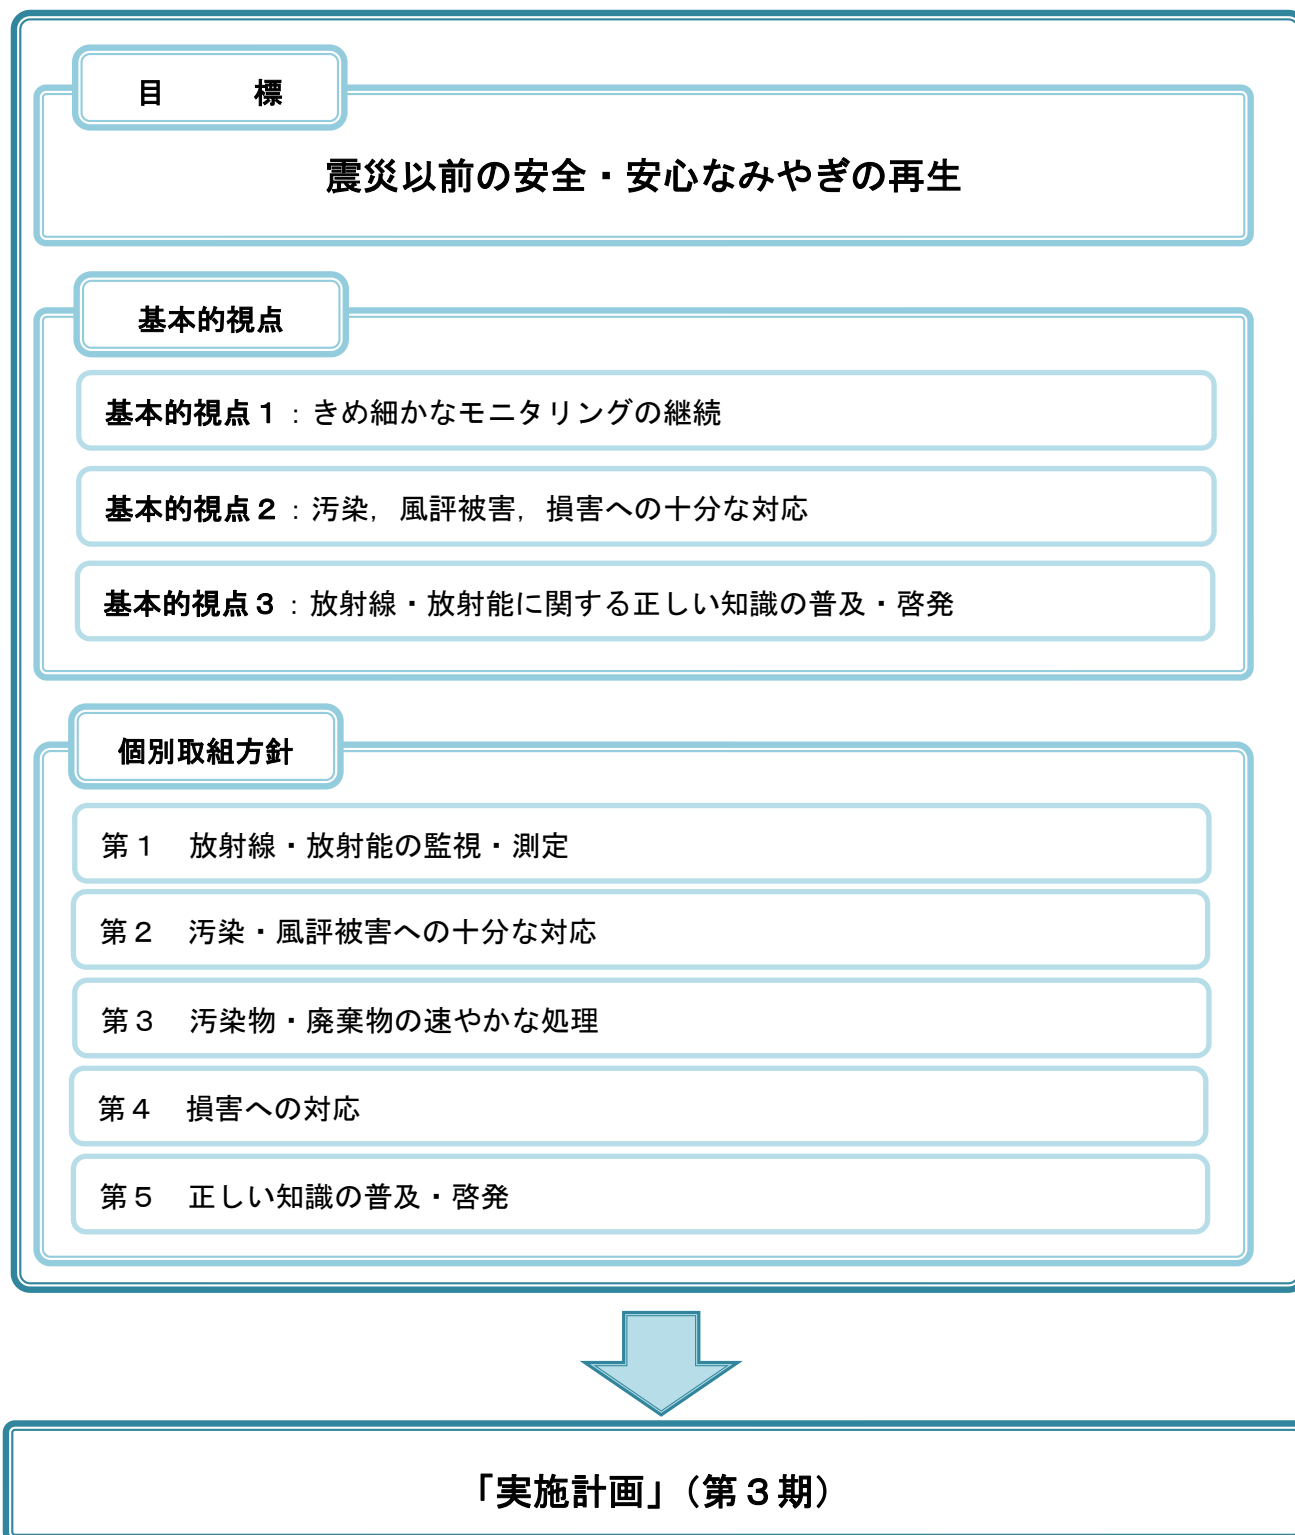 目　　　標
震災以前の安全・安心なみやぎの再生
基本的視点
基本的視点１：きめ細かなモニタリングの継続
基本的視点２：汚染，風評被害，損害への十分な対応
基本的視点３：放射線・放射能に関する正しい知識の普及・啓発
個別取組方針
第１　放射線・放射能の監視・測定
第２　汚染・風評被害への十分な対応
第３　汚染物・廃棄物の速やかな処理
第４　損害への対応
第５　正しい知識の普及・啓発
「実施計画」（第３期）